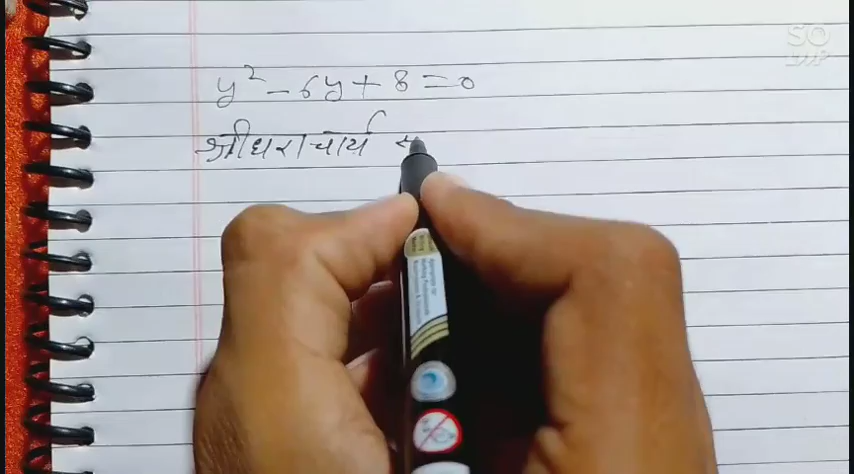 y² - 6y + 8 = 0
श्रीधराचार्य